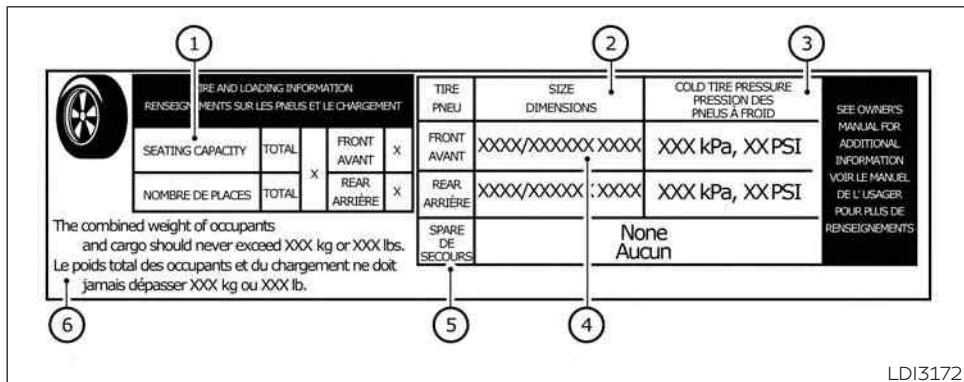 1
2
3
TIRE AND LOADING INFORMATION
RENSEIGNEMENTS SUR LES PNEUS ET LE CHARGEMENT
SEATING CAPACITY TOTAL X FRONT AVANT X
NOMBRE DE PLACES TOTAL REAR ARRIÈRE X
The combined weight of occupants
and cargo should never exceed XXX kg or XXX lbs.
Le poids total des occupants et du chargement ne doit
jamais dépasser XXX kg ou XXX lb.
TIRE
PNEU
SIZE
DIMENSIONS
COLD TIRE PRESSURE
PRESSION DES
PNEUS À FROID
FRONT
AVANT
XXXX/XXXXXX XXXX
XXX kPa, XX PSI
REAR
ARRIÈRE
XXXX/XXXXX X XXXX
XXX kPa, XX PSI
SPARE
DE
SECOURS
None
Aucun
SEE OWNER'S
MANUAL FOR
ADDITIONAL
INFORMATION
VOIR LE MANUEL
DE L' USAGER
POUR PLUS DE
RENSEIGNEMENTS
6
5
4
LDI3172